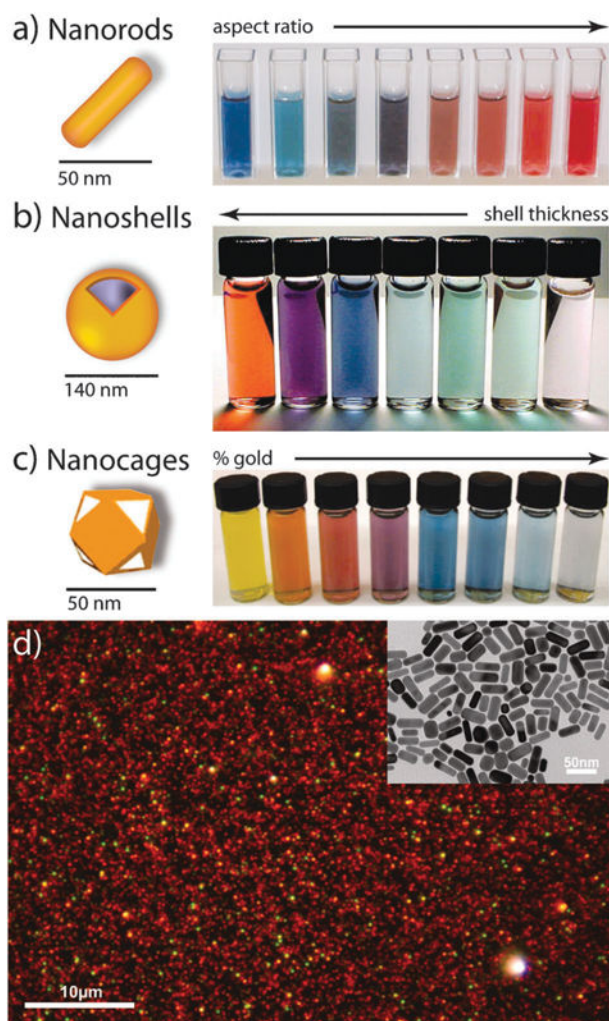 a) Nanorods
aspect ratio
50 nm
b) Nanoshells
shell thickness
140 nm
c) Nanocages
% gold
50 nm
d)
50nm
10µm